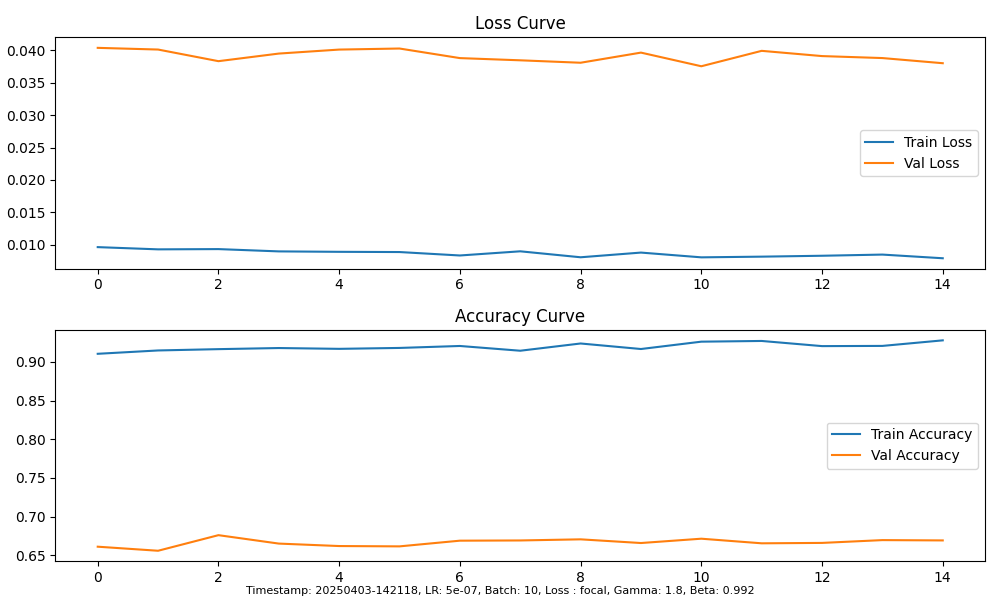 Loss Curve
0.040
0.035
0.030
0.025
0.020
0.015
0.010
Train Loss
Val Loss
0 2 4 6 8 10 12 14
Accuracy Curve
0.90
0.85
0.80
0.75
0.70
0.65
Train Accuracy
Val Accuracy
0 2 4 6 8 10 12 14
Timestamp: 20250403-142118, LR: 5e-07, Batch: 10, Loss : focal, Gamma: 1.8, Beta: 0.992